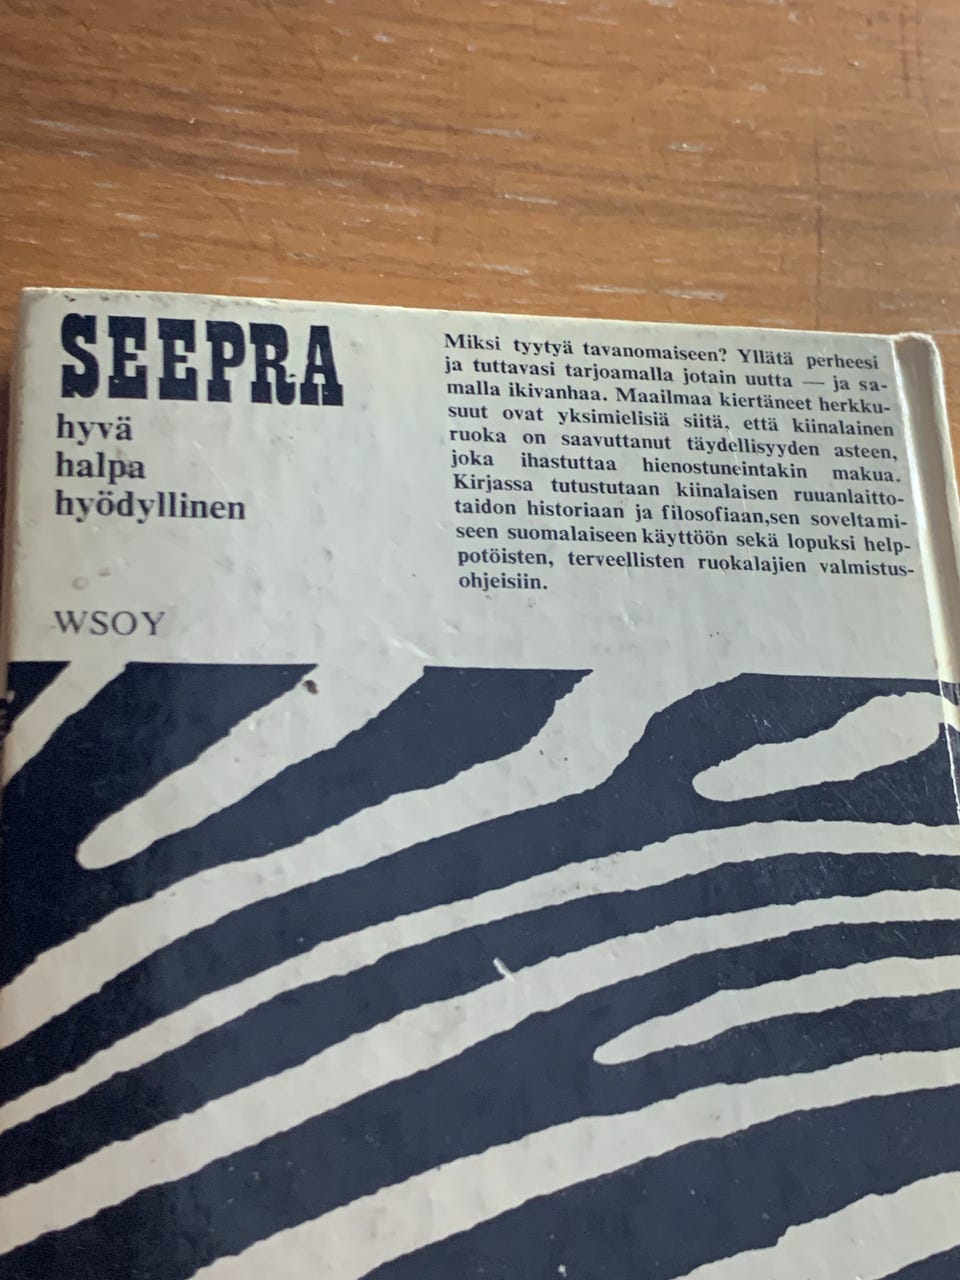 SEEPRA
hyvä
halpa
hyödyllinen
WSOY
Miksi tyytyä tavanomaiseen? Yllätä perheesi
ja tuttavasi tarjoamalla jotain uutta — ja sa-
malla ikivanhaa. Maailmaa kiertäneet herkku-
suut ovat yksimielisiä siitä, että kiinalainen
ruoka on saavuttanut täydellisyyden asteen,
joka ihastuttaa hienostuneintakin makua.
Kirjassa tutustutaan kiinalaisen ruuanlaitto-
taidon historiaan ja filosofiaan,sen soveltami-
seen suomalaiseen käyttöön sekä lopuksi help-
potöisten, terveellisten ruokalajien valmistus-
ohjeisiin.